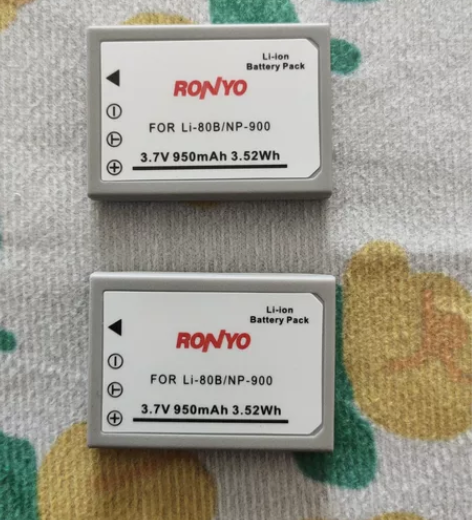 Li-ion
Battery Pack
RONYO
FOR Li-80B/NP-900
3.7V 950mAh 3.52Wh
Li-ion
Battery Pack
RONYO
FOR Li-80B/NP-900
3.7V 950mAh 3.52Wh